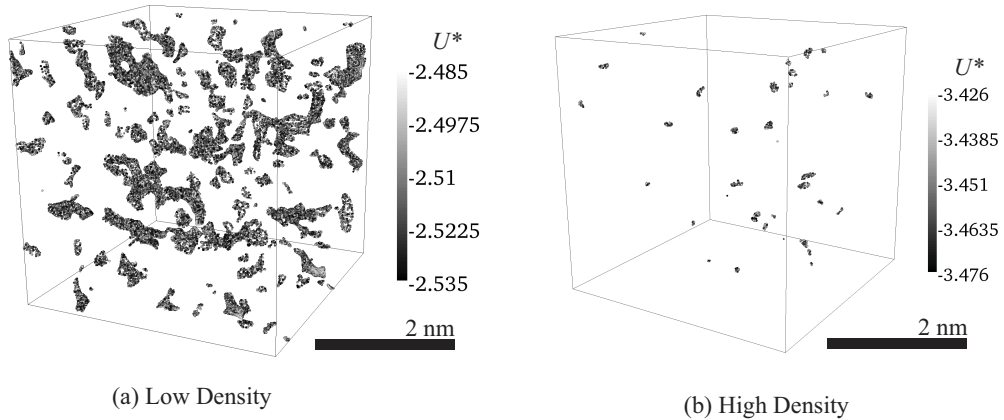 U*
-2.485
-2.4975
-2.51
-2.5225
-2.535
2 nm
(a) Low Density
U*
-3.426
-3.4385
-3.451
-3.4635
-3.476
2 nm
(b) High Density